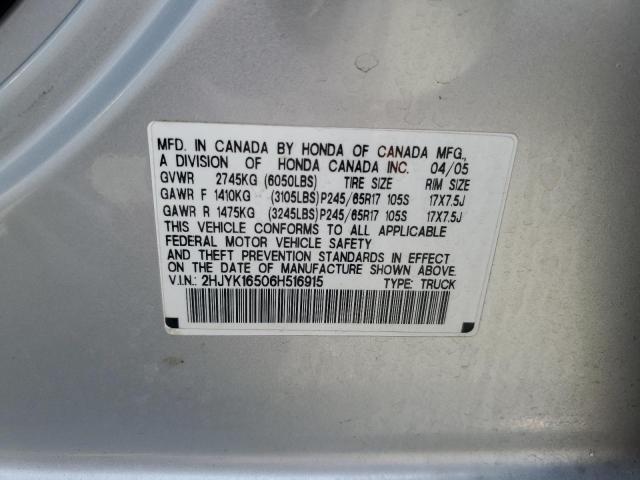 MFD. IN CANADA BY HONDA OF CANADA MFG.,
A DIVISION OF HONDA CANADA INC. 04/05
GVWR 2745KG (6050LBS) TIRE SIZE RIM SIZE
GAWR F 1410KG (3105LBS) P245/65R17 105S 17X7.5J
GAWR R 1475KG (3245LBS) P245/65R17 105S 17X7.5J
THIS VEHICLE CONFORMS TO ALL APPLICABLE
FEDERAL MOTOR VEHICLE SAFETY
AND THEFT PREVENTION STANDARDS IN EFFECT
ON THE DATE OF MANUFACTURE SHOWN ABOVE.
V.I.N.: 2HJYK16506H516915 TYPE: TRUCK